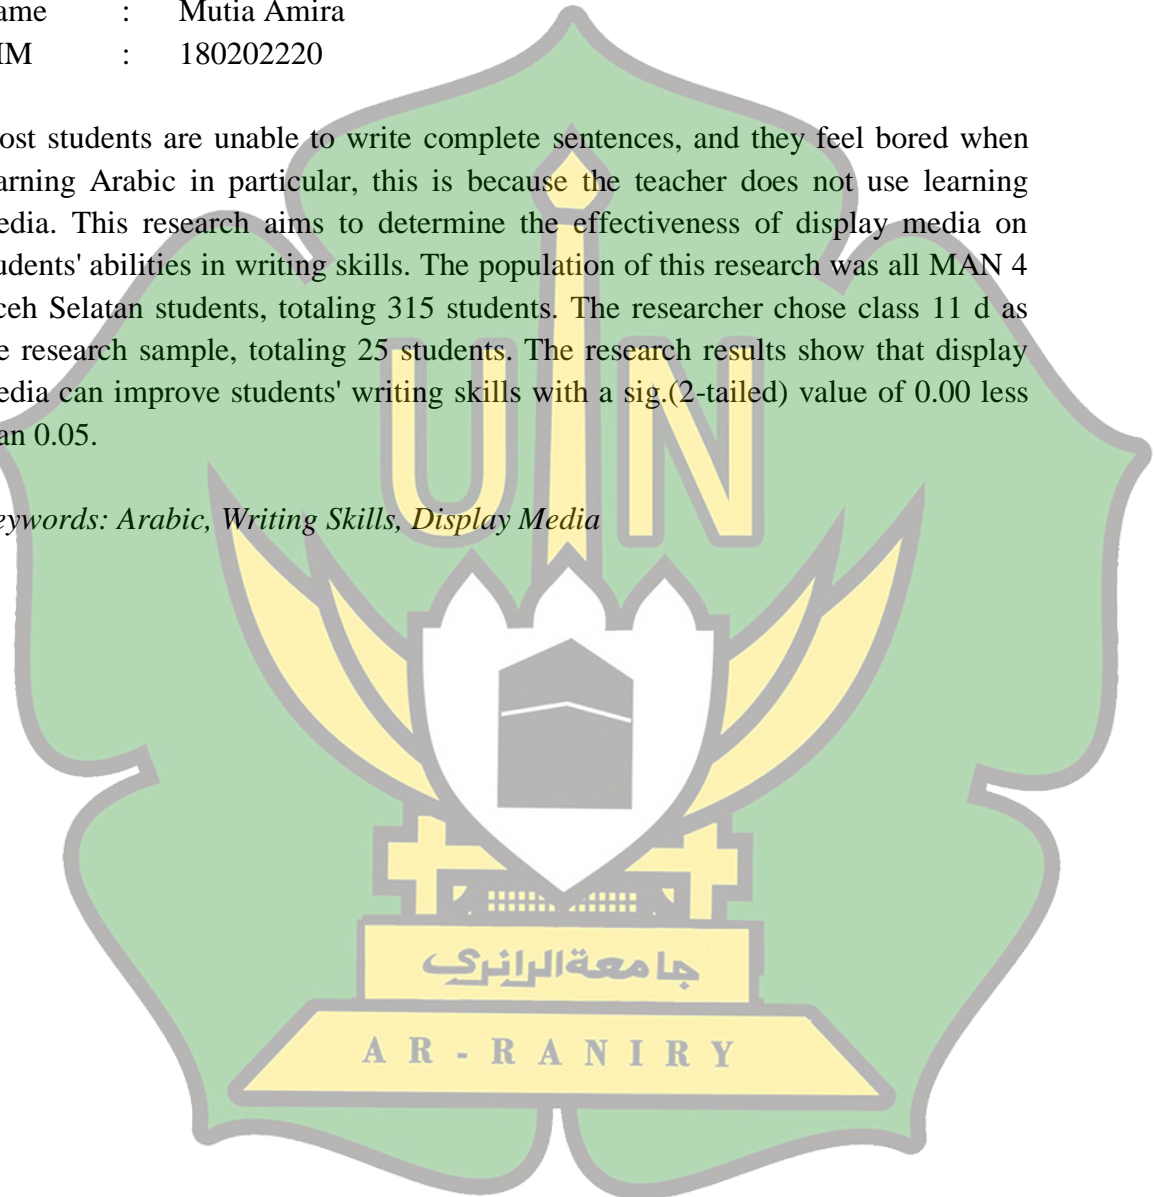 ame : Mutia Amira
IM : 180202220
ost students are unable to write complete sentences, and they feel bored when
arning Arabic in particular, this is because the teacher does not use learning
edia. This research aims to determine the effectiveness of display media on
udents' abilities in writing skills. The population of this research was all MAN 4
ceh Selatan students, totaling 315 students. The researcher chose class 11 d as
e research sample, totaling 25 students. The research results show that display
edia can improve students' writing skills with a sig.(2-tailed) value of 0.00 less
an 0.05.
eywords: Arabic, Writing Skills, Display Media
UIN
جامعة الرانري
AR-RANIRY